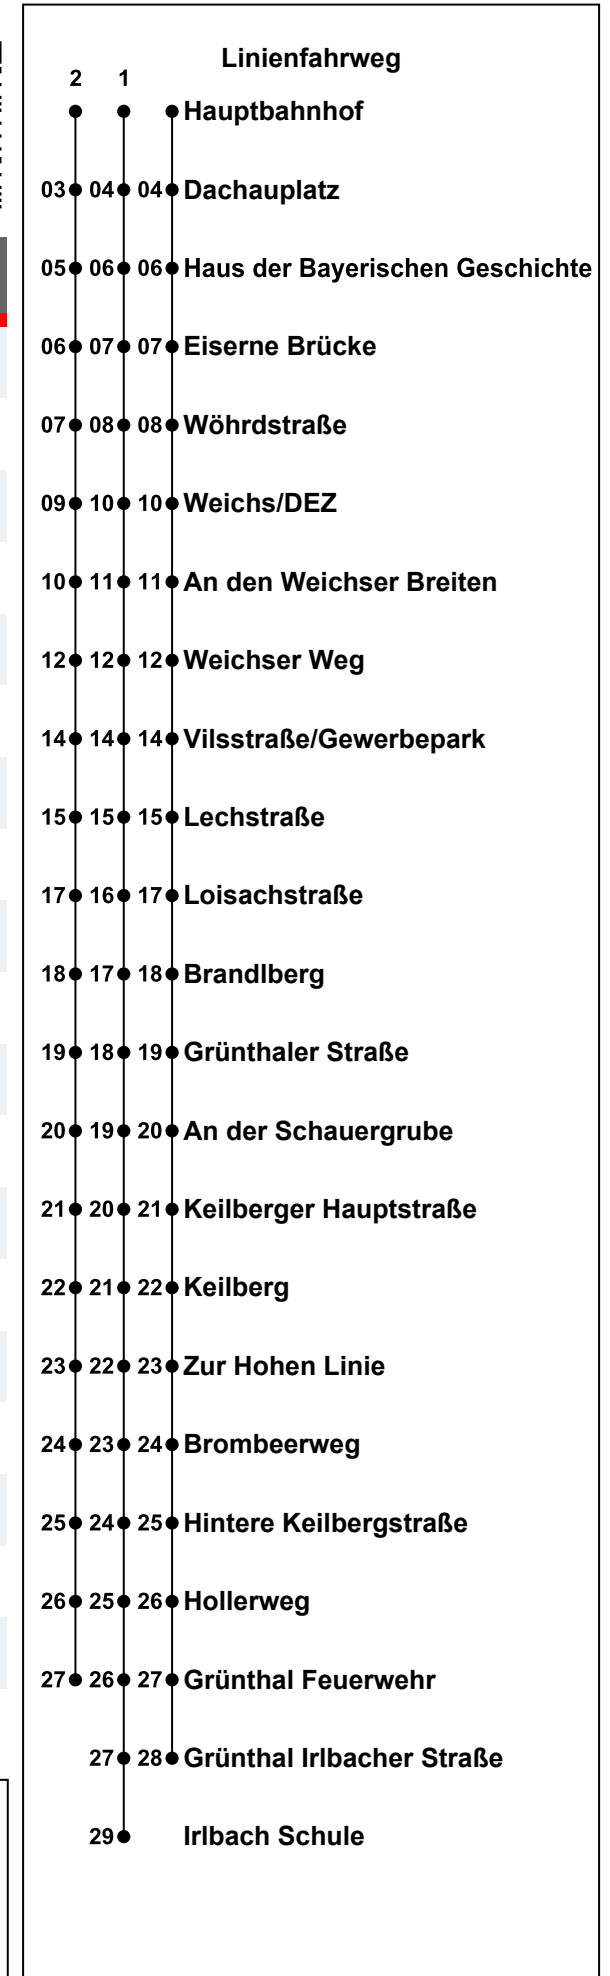 Linienfahrweg
2 1
Hauptbahnhof
03 04 04 Dachauplatz
05 06 06 Haus der Bayerischen Geschichte
06 07 07 Eiserne Brücke
07 08 08 Wöhrdstraße
09 10 10 Weichs/DEZ
10 11 11 An den Weichser Breiten
12 12 12 Weichser Weg
14 14 14 Vilsstraße/Gewerbepark
15 15 15 Lechstraße
17 16 17 Loisachstraße
18 17 18 Brandlberg
19 18 19 Grünthaler Straße
20 19 20 An der Schauergrube
21 20 21 Keilberger Hauptstraße
22 21 22 Keilberg
23 22 23 Zur Hohen Linie
24 23 24 Brombeerweg
25 24 25 Hintere Keilbergstraße
26 25 26 Hollerweg
27 26 27 Grünthal Feuerwehr
27 28 Grünthal Irlbacher Straße
29 Irlbach Schule